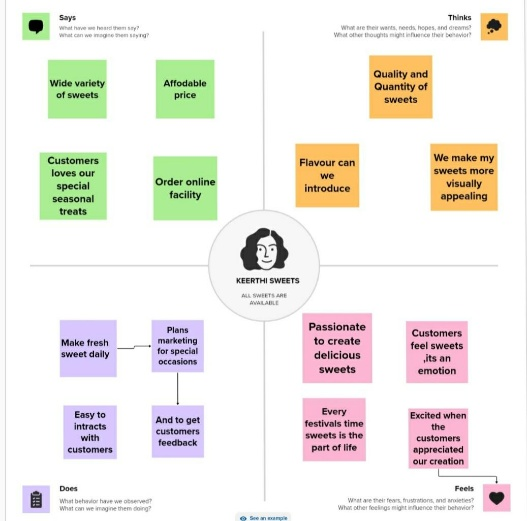 Says
What have we heard them say?
What can we imagine them saying?
Wide variety
of sweets
Affodable
price
Customers
loves our
special
seasonal
treats
Order online
facility
Thinks
What are their wants, needs, hopes, and dreams?
What other thoughts might influence their behavior?
Quality and
Quantity of
sweets
Flavour can
we
introduce
We make my
sweets more
visually
appealing
KEERTHI SWEETS
ALL SWEETS ARE
AVAILABLE
Make fresh
sweet daily
Plans
marketing
for special
occasions
Easy to
intracts
with
customers
And to get
customers
feedback
Does
What behavior have we observed?
What can we imagine them doing?
Passionate
to create
delicious
sweets
Customers
feel sweets
,its an
emotion
Every
festivals time
sweets is the
part of life
Excited when
the
customers
appreciated
our creation
Feels
What are their fears, frustrations, and anxieties?
What other feelings might influence their behavior?
See an example